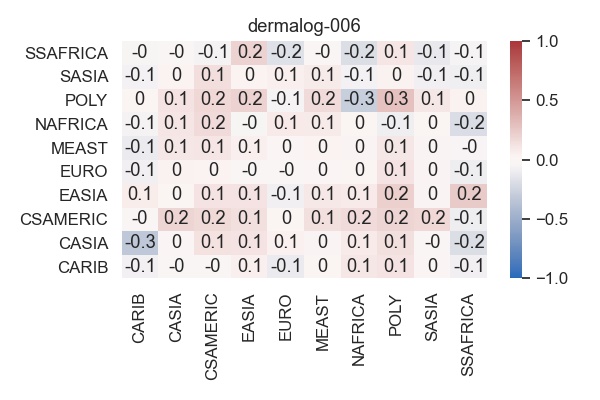 dermalog-006
SSAFRICA -0 -0 -0.1 0.2 -0.2 -0 -0.2 0.1 -0.1 -0.1
SASIA -0.1 0 0.1 0 0.1 0.1 -0.1 0 -0.1 -0.1
POLY 0 0.1 0.2 0.2 -0.1 0.2 -0.3 0.3 0.1 0
NAFRICA -0.1 0.1 0.2 -0 0.1 0.1 0 -0.1 0 -0.2
MEAST -0.1 0.1 0.1 0.1 0 0 0 0.1 0 -0
EURO -0.1 0 0 -0 -0 0 0 0.1 0 -0.1
EASIA 0.1 0 0.1 0.1 -0.1 0.1 0.1 0.2 0 0.2
CSAMERIC -0 0.2 0.2 0.1 0 0.1 0.2 0.2 0.2 -0.1
CASIA -0.3 0 0.1 0.1 0.1 0 0.1 0.1 -0 -0.2
CARIB -0.1 -0 -0 0.1 -0.1 0 0.1 0.1 0 -0.1
CARIB CASIA CSAMERIC EASIA EURO MEAST NAFRICA POLY SASIA SSAFRICA
1.0
0.5
0.0
−0.5
−1.0